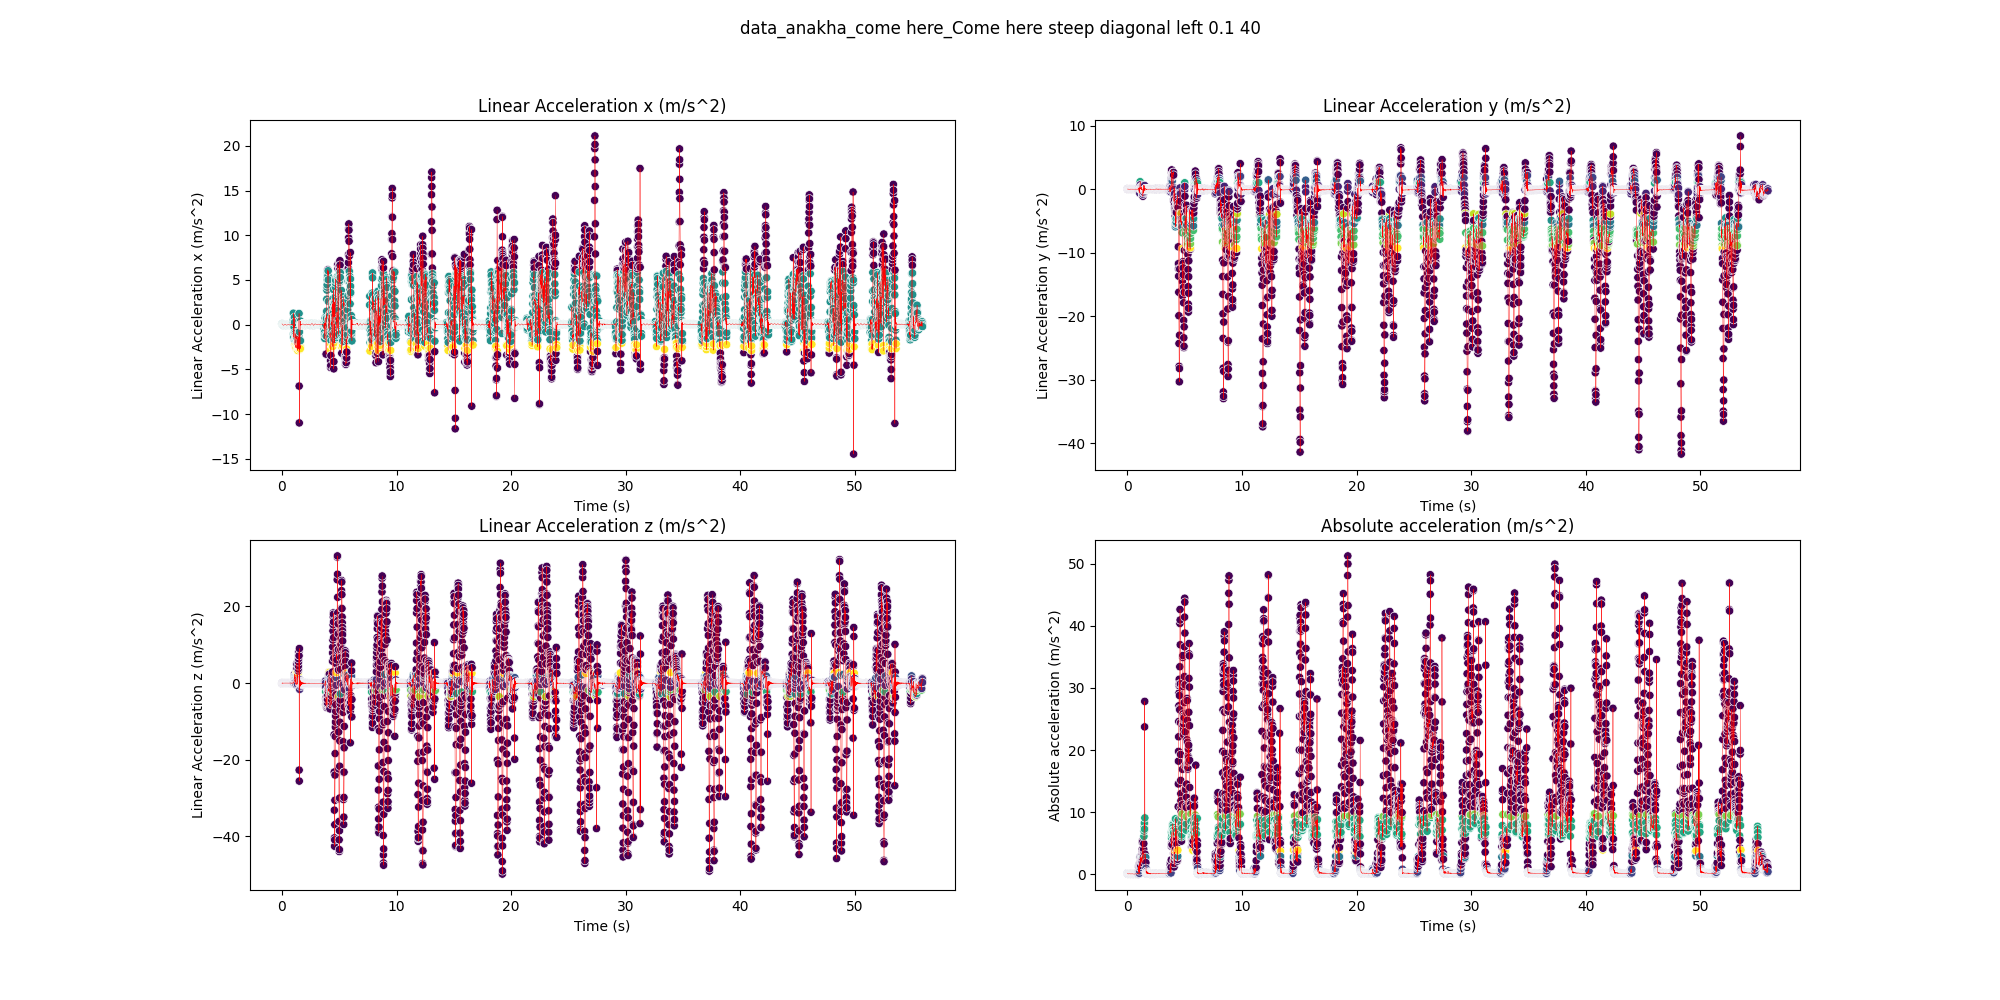 data_anakha_come here_Come here steep diagonal left 0.1 40
Linear Acceleration x (m/s^2)
Linear Acceleration x (m/s^2)
20
15
10
5
0
−5
−10
−15
0 10 20 30 40 50
Time (s)
Linear Acceleration y (m/s^2)
Linear Acceleration y (m/s^2)
10
0
−10
−20
−30
−40
0 10 20 30 40 50
Time (s)
Linear Acceleration z (m/s^2)
Linear Acceleration z (m/s^2)
20
0
−20
−40
0 10 20 30 40 50
Time (s)
Absolute acceleration (m/s^2)
Absolute acceleration (m/s^2)
50
40
30
20
10
0
0 10 20 30 40 50
Time (s)